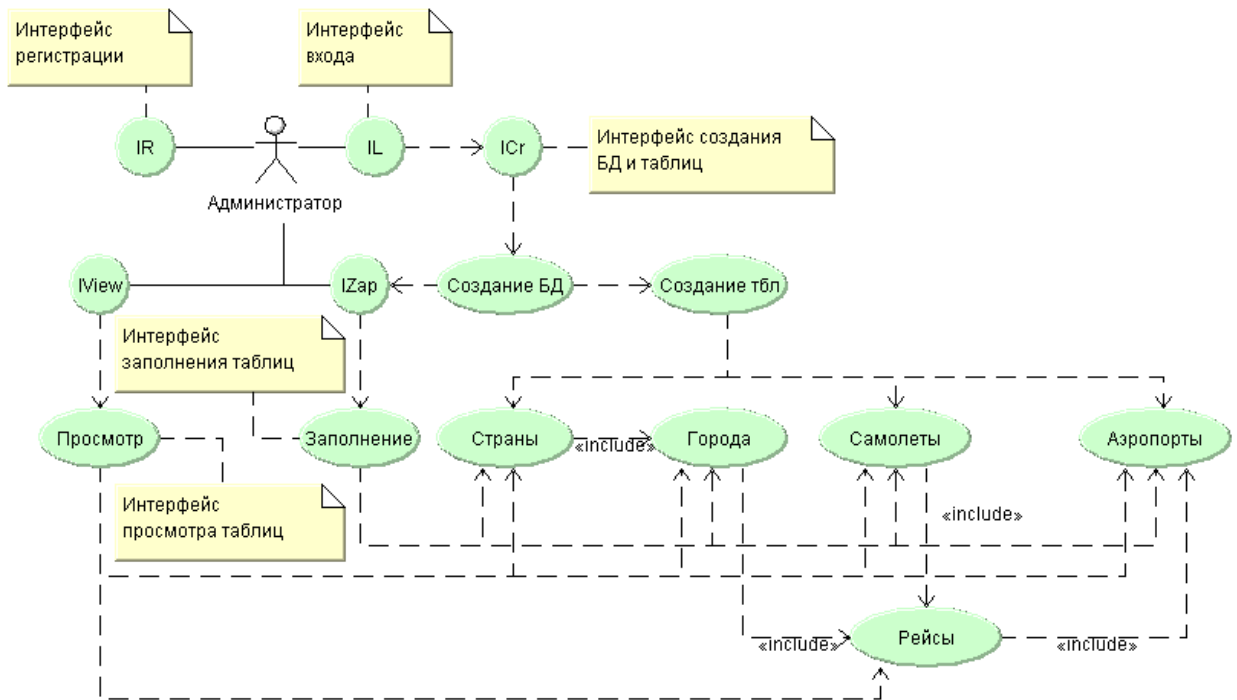 Интерфейс
регистрации
Интерфейс
входа
IR
IL
ICr
Интерфейс создания
БД и таблиц
Администратор
IView
IZap
Создание БД
Создание тбл
Интерфейс
заполнения таблиц
Просмотр
Заполнение
Страны
«include»
Города
Самолеты
Аэропорты
Интерфейс
просмотра таблиц
«include»
Рейсы
«include»
«include»